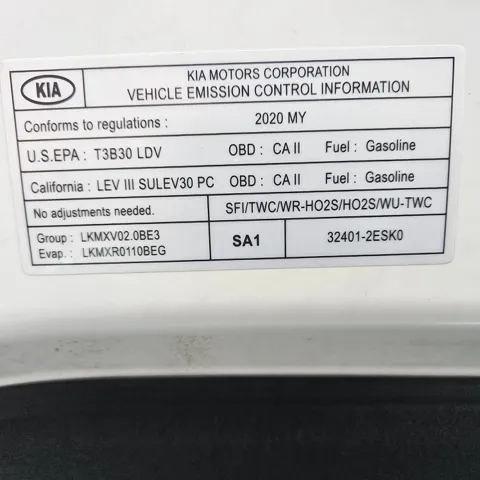 KIA
KIA MOTORS CORPORATION
VEHICLE EMISSION CONTROL INFORMATION
Conforms to regulations : 2020 MY
U.S.EPA : T3B30 LDV OBD : CA II Fuel : Gasoline
California : LEV III SULEV30 PC OBD : CA II Fuel : Gasoline
No adjustments needed. SFI/TWC/WR-HO2S/HO2S/WU-TWC
Group : LKMXV02.0BE3 SA1 32401-2ESK0
Evap. : LKMXR0110BEG